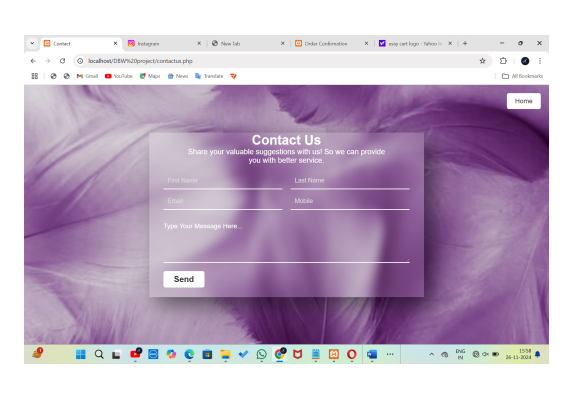 Contact
Instagram
New Tab
Order Confirmation
easy cart logo - Yahoo
localhost/DBW%20project/contactus.php
Gmail
YouTube
Maps
News
Translate
All Bookmarks
Home
Contact Us
Share your valuable suggestions with us! So we can provide
you with better service.
First Name
Last Name
Email
Mobile
Type Your Message Here...
Send
ENG
IN
15:58
26-11-2024